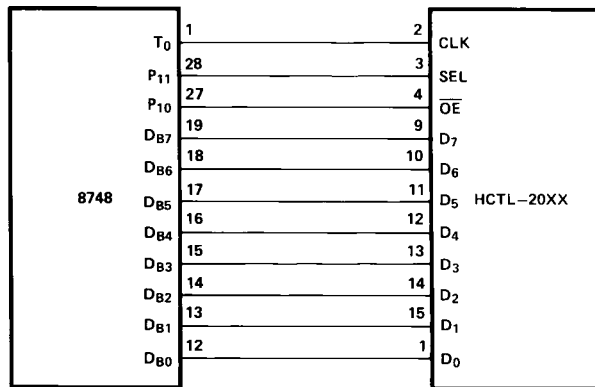 T0 1 2 CLK
P11 28 3 SEL
P10 27 4 O̅E̅
DB7 19 9 D7
DB6 18 10 D6
8748 DB5 17 11 D5 HCTL–20XX
DB4 16 12 D4
DB3 15 13 D3
DB2 14 14 D2
DB1 13 15 D1
DB0 12 1 D0